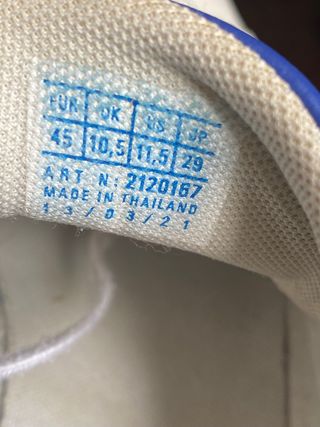 EUR UK US JP
45 10,5 11,5 29
ART N: 2120167
MADE IN THAILAND
13/03/21